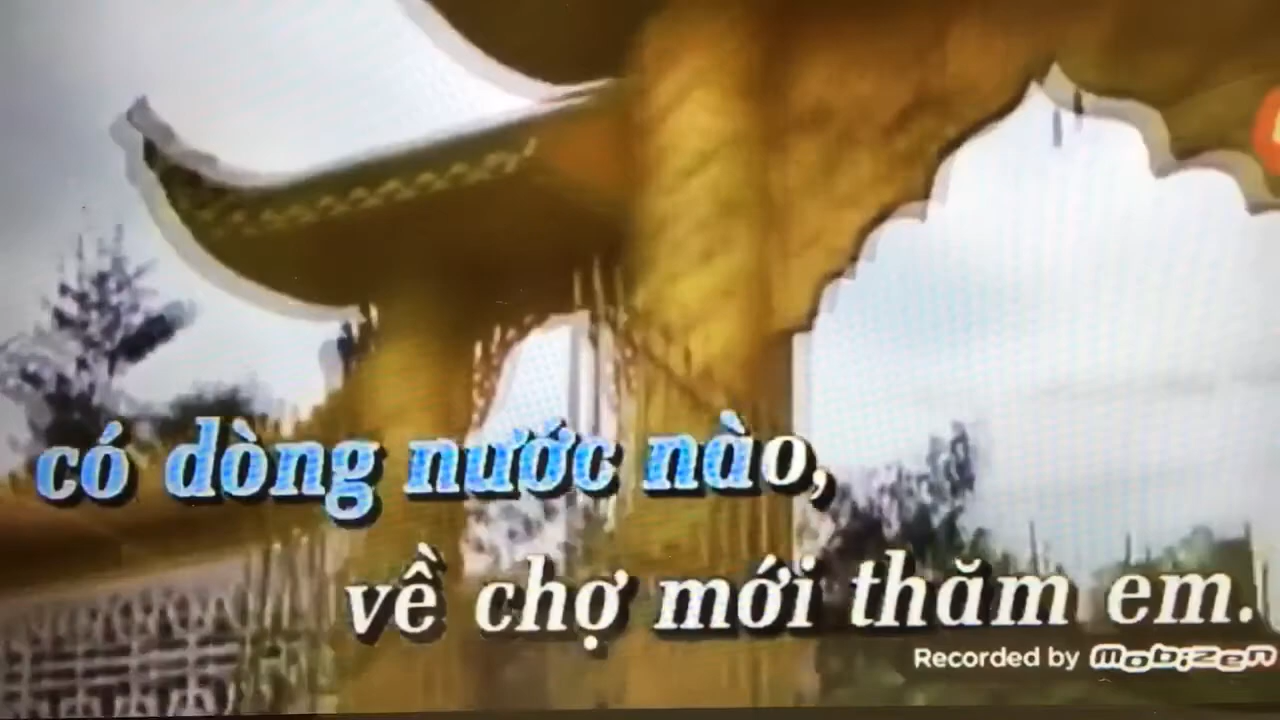 có dòng nước nào,
về chợ mới thăm em.
Recorded by mobizen